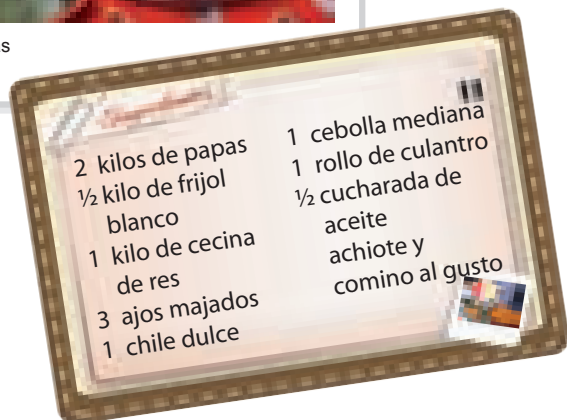 s
2 kilos de papas
½ kilo de frijol
blanco
1 kilo de cecina
de res
3 ajos majados
1 chile dulce
1 cebolla mediana
1 rollo de culantro
½ cucharada de
aceite
achiote y
comino al gusto